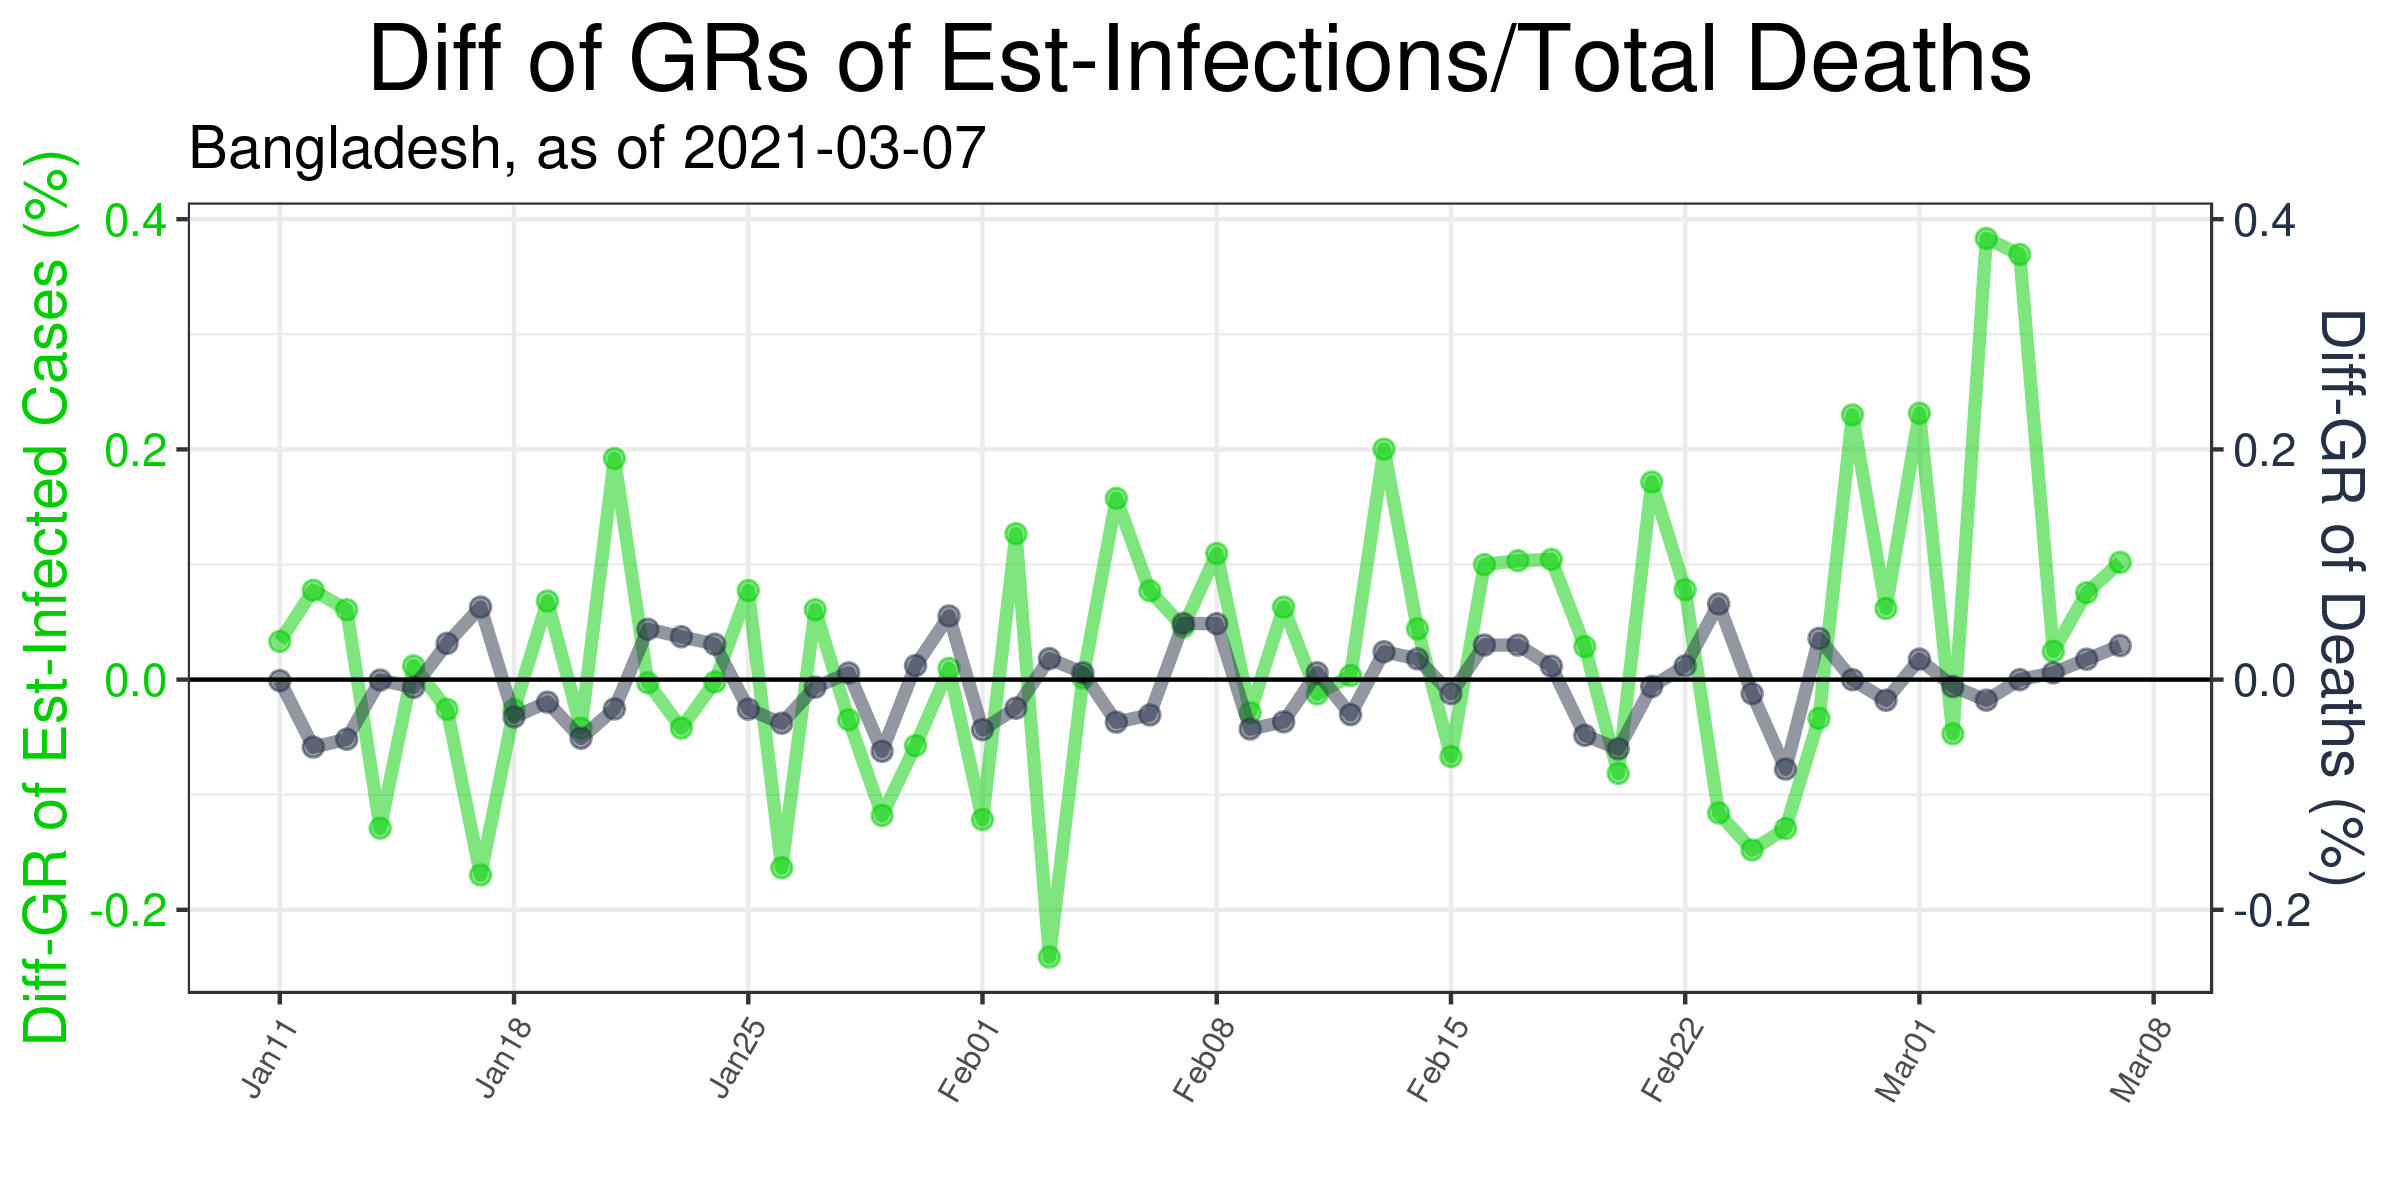 Diff of GRs of Est-Infections/Total Deaths
Bangladesh, as of 2021-03-07
Diff-GR of Est-Infected Cases (%)
0.4
0.2
0.0
-0.2
0.4
0.2
0.0
-0.2
Diff-GR of Deaths (%)
Jan11
Jan18
Jan25
Feb01
Feb08
Feb15
Feb22
Mar01
Mar08